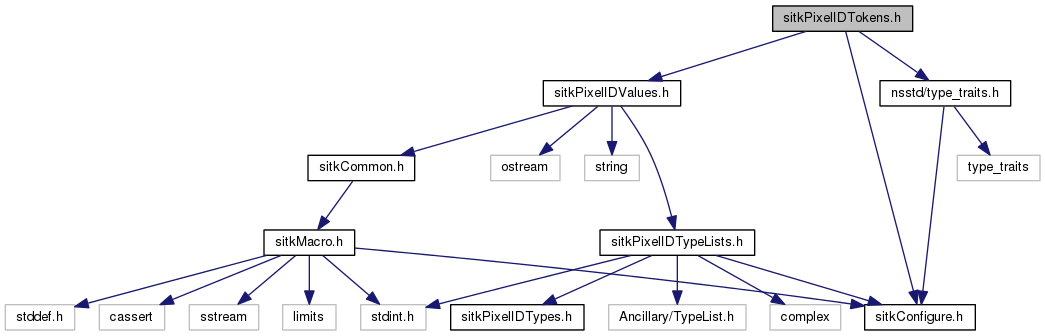 sitkPixelIDTokens.h
sitkPixelIDValues.h
nsstd/type_traits.h
sitkCommon.h
ostream
string
type_traits
sitkMacro.h
sitkPixelIDTypeLists.h
stddef.h
cassert
sstream
limits
stdint.h
sitkPixelIDTypes.h
Ancillary/TypeList.h
complex
sitkConfigure.h